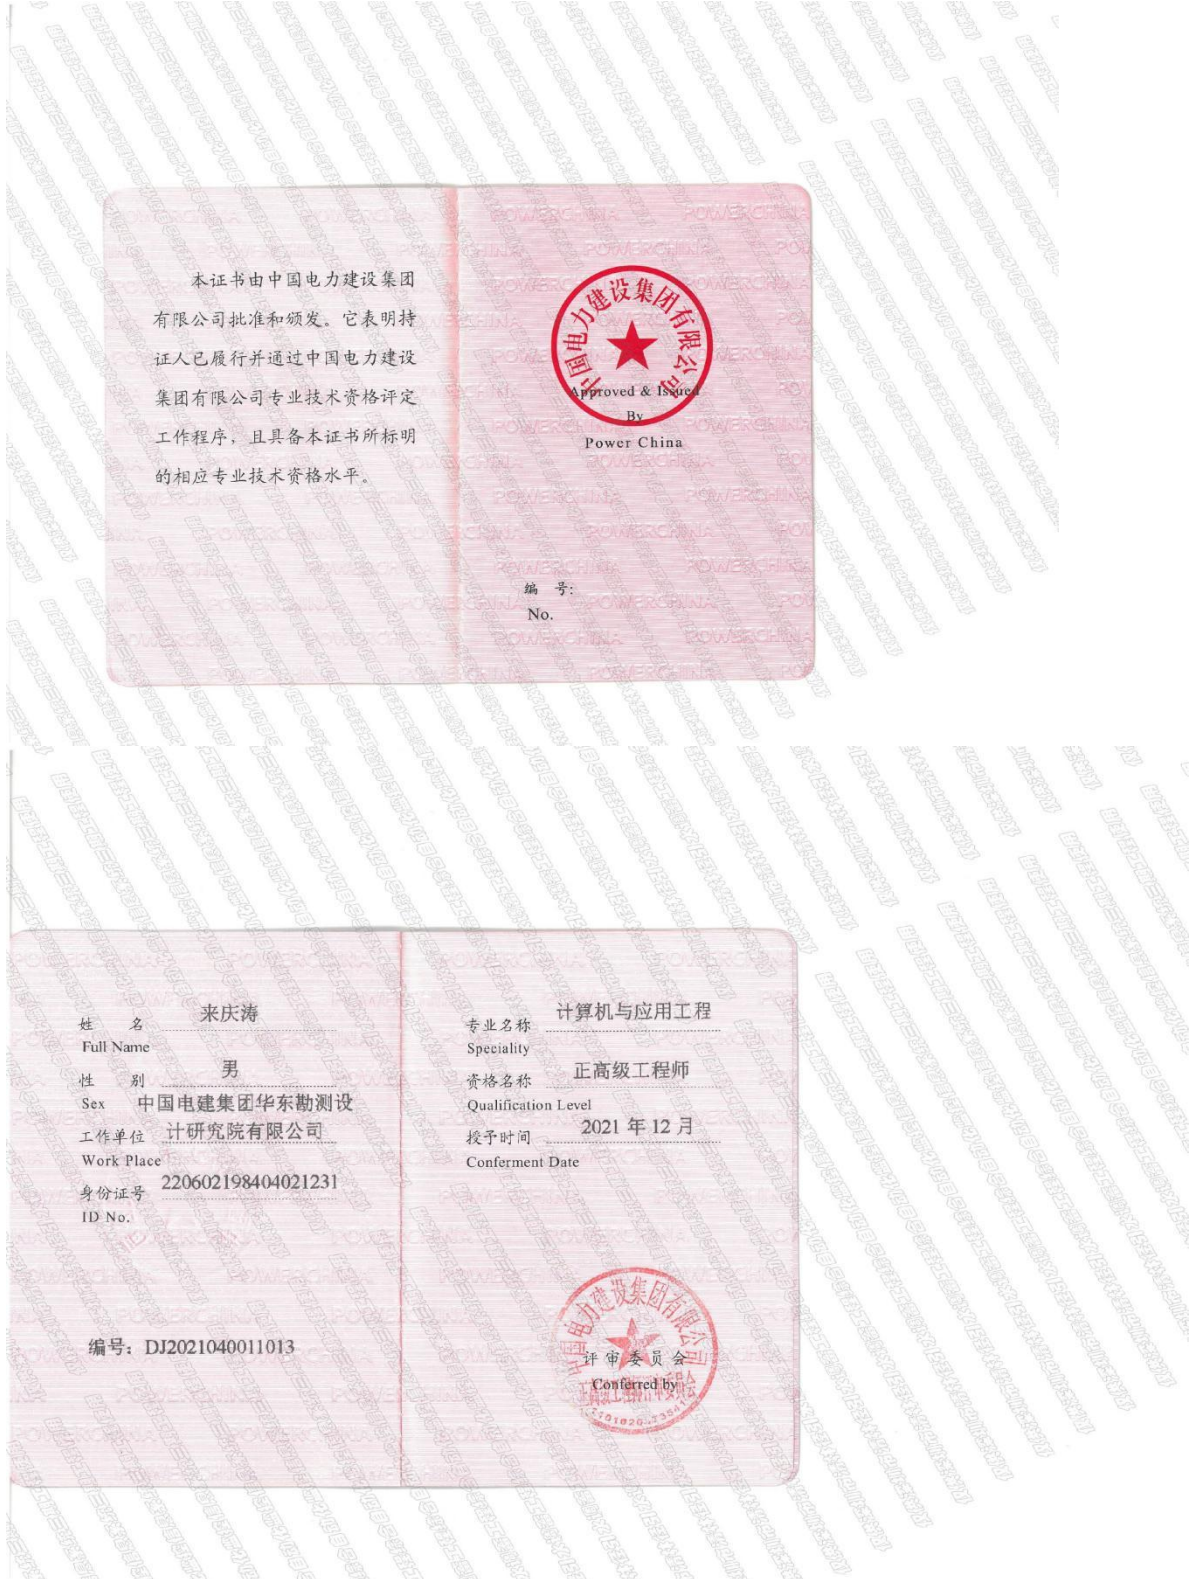 本证书由中国电力建设集团
有限公司批准和颁发。它表明持
证人已履行并通过中国电力建设
集团有限公司专业技术资格评定
工作程序，且具备本证书所标明
的相应专业技术资格水平。
中国电力建设集团有限公司
Approved & Issued
By
Power China
编 号:
No.
POWERCHINA
姓 名 来庆涛
Full Name
性 别 男
Sex
中国电建集团华东勘测设
工作单位 计研究院有限公司
Work Place
身份证号 220602198404021231
ID No.
编号：DJ2021040011013
专业名称 计算机与应用工程
Speciality
资格名称 正高级工程师
Qualification Level
授予时间 2021 年 12 月
Conferment Date
中国电力建设集团有限公司
评审委员会
Conferred by